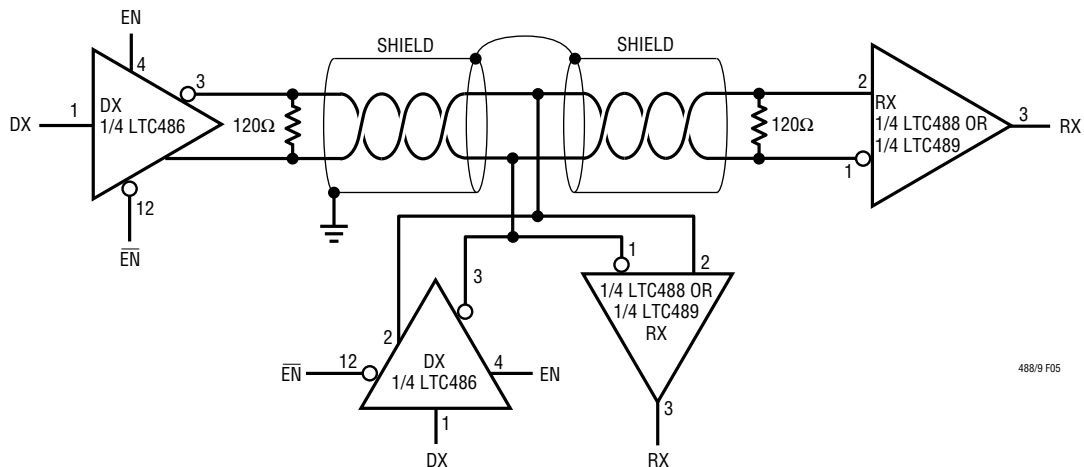 EN
4
SHIELD
SHIELD
3
1
DX
DX
1/4 LTC486
120Ω
12
EN
120Ω
2
RX
1/4 LTC488 OR
1/4 LTC489
3
RX
1
3
1
2
1/4 LTC488 OR
1/4 LTC489
RX
2
EN
12
DX
1/4 LTC486
4
EN
1
DX
3
RX
488/9 F05